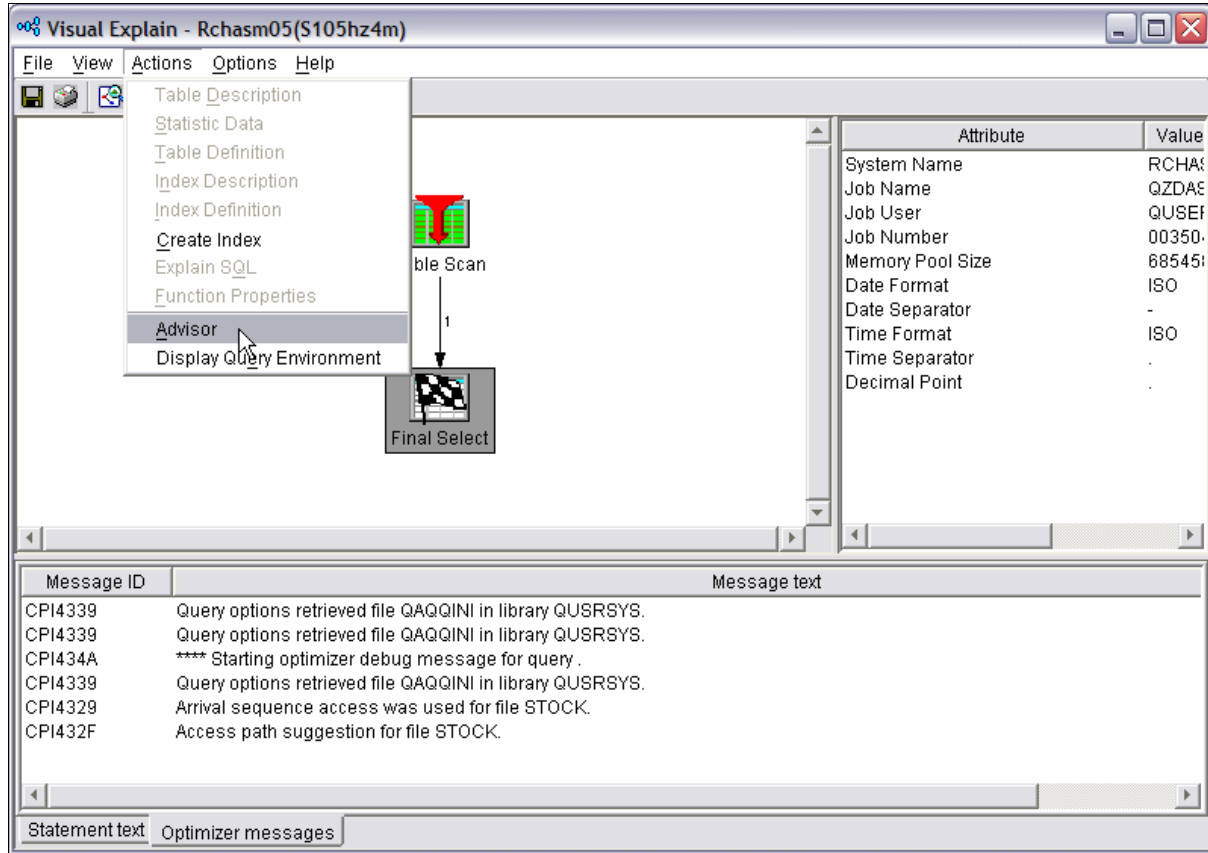 Visual Explain - Rchasm05(S105hz4m)
File View Actions Options Help
Table Description
Statistic Data
Table Definition
Index Description
Index Definition
Create Index
Explain SQL
Function Properties
Advisor
Display Query Environment
ble Scan
1
Final Select
Attribute Value
System Name RCHAS
Job Name QZDAS
Job User QUSER
Job Number 00350
Memory Pool Size 68545
Date Format ISO
Date Separator -
Time Format ISO
Time Separator .
Decimal Point .
Message ID Message text
CPI4339 Query options retrieved file QAQQINI in library QUSRSYS.
CPI4339 Query options retrieved file QAQQINI in library QUSRSYS.
CPI434A **** Starting optimizer debug message for query .
CPI4339 Query options retrieved file QAQQINI in library QUSRSYS.
CPI4329 Arrival sequence access was used for file STOCK.
CPI432F Access path suggestion for file STOCK.
Statement text Optimizer messages